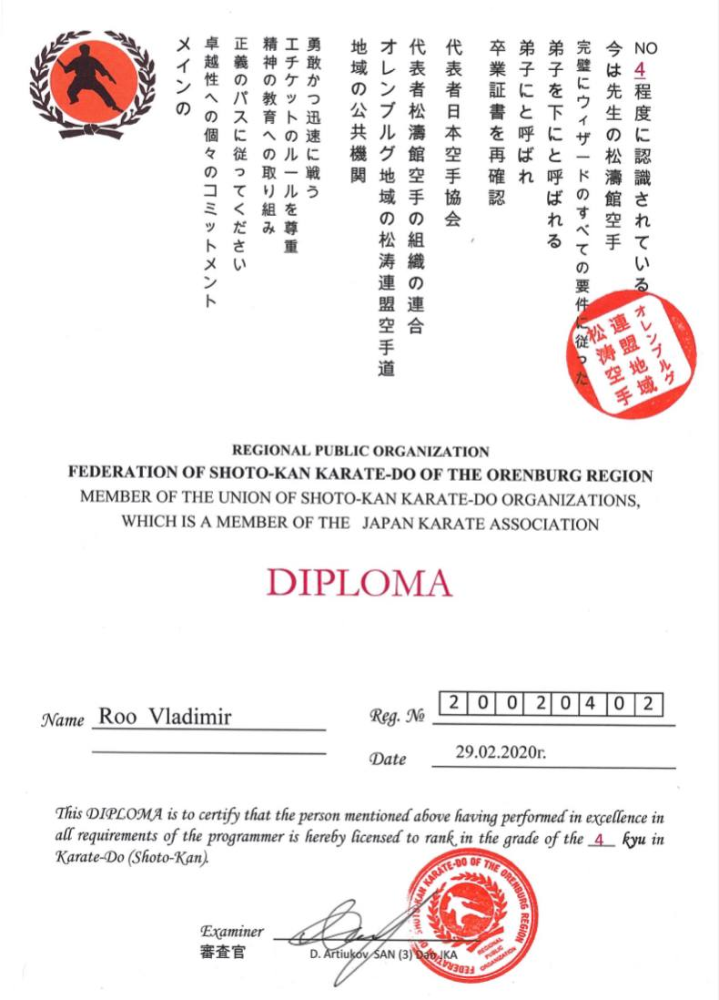 NO
4程度に認識されている
今は先生の松濤館空手
完璧にウィザードのすべての要件に従った
弟子を下にと呼ばれる
弟子にと呼ばれ
卒業証書を再確認
代表者日本空手協会
代表者松濤館空手の組織の連合
オレンブルグ地域の松涛連盟空手道
地域の公共機関
勇敢かつ迅速に戦う
エチケットのルールを尊重
精神の教育への取り組み
正義のパスに従ってください
卓越性への個々のコミットメント
メインの
オレンブルグ
連盟地域
松涛空手
REGIONAL PUBLIC ORGANIZATION
FEDERATION OF SHOTO-KAN KARATE-DO OF THE ORENBURG REGION
MEMBER OF THE UNION OF SHOTO-KAN KARATE-DO ORGANIZATIONS,
WHICH IS A MEMBER OF THE JAPAN KARATE ASSOCIATION
DIPLOMA
Name Roo Vladimir
Reg. № 20020402
Date 29.02.2020г.
This DIPLOMA is to certify that the person mentioned above having performed in excellence in
all requirements of the programmer is hereby licensed to rank in the grade of the 4 kyu in
Karate-Do (Shoto-Kan).
Examiner
審査官
D. Artiukov SAN (3) Dan JKA
FEDERATION OF SHOTO-KAN KARATE-DO OF THE ORENBURG REGION
REGIONAL
PUBLIC
ORGANIZATION